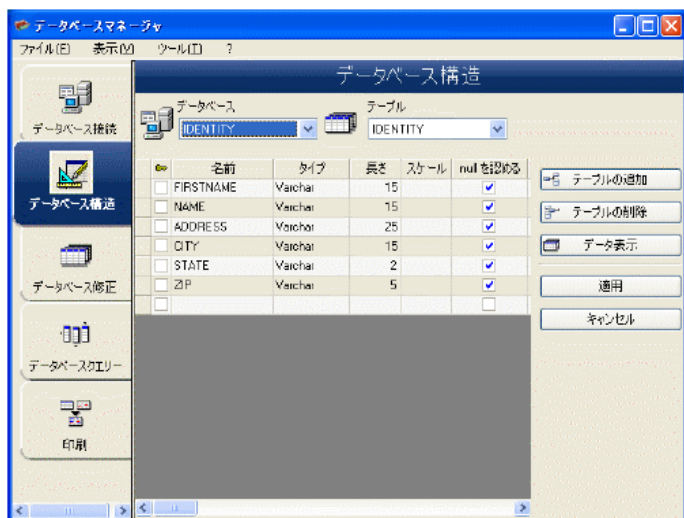 データベースマネージャ
ファイル(F) 表示(V) ツール(T) ?
データベース構造
データベース接続
データベース構造
データベース修正
データベースクエリー
印刷
データベース テーブル
IDENTITY IDENTITY
名前 タイプ 長さ スケール null を認める
FIRSTNAME Varchar 15
NAME Varchar 15
ADDRESS Varchar 25
CITY Varchar 15
STATE Varchar 2
ZIP Varchar 5
テーブルの追加
テーブルの削除
データ表示
適用
キャンセル